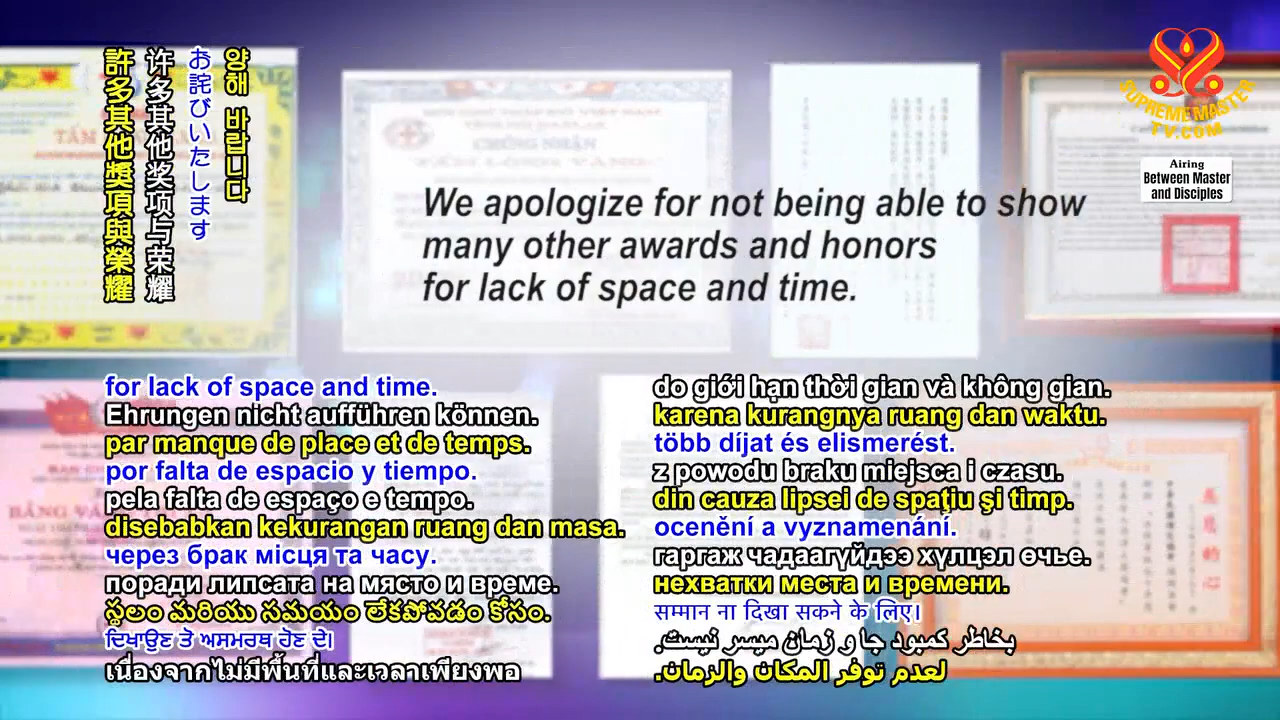 양해 바랍니다
お詫びいたします
许多其他奖项与荣耀
許多其他獎項與榮耀
SUPREMEMASTER
TV.COM
Airing
Between Master
and Disciples
CHỨNG NHẬN
We apologize for not being able to show
many other awards and honors
for lack of space and time.
for lack of space and time.
Ehrungen nicht aufführen können.
par manque de place et de temps.
por falta de espacio y tiempo.
pela falta de espaço e tempo.
disebabkan kekurangan ruang dan masa.
через брак місця та часу.
поради липсата на място и време.
స్థలం మరియు సమయం లేకపోవడం కోసం.
ਦਿਖਾਉਣ ਤੋ ਅਸਮਰਥ ਹੋਣ ਦੇ।
เนื่องจากไม่มีพื้นที่และเวลาเพียงพอ
do giới hạn thời gian và không gian.
karena kurangnya ruang dan waktu.
több díjat és elismerést.
z powodu braku miejsca i czasu.
din cauza lipsei de spaţiu şi timp.
ocenění a vyznamenání.
гаргаж чадаагүйдээ хүлцэл өчье.
нехватки места и времени.
सम्मान ना दिखा सकने के लिए।
بخاطر کمبود جا و زمان میسر نیست.
لعدم توفر المكان والزمان.